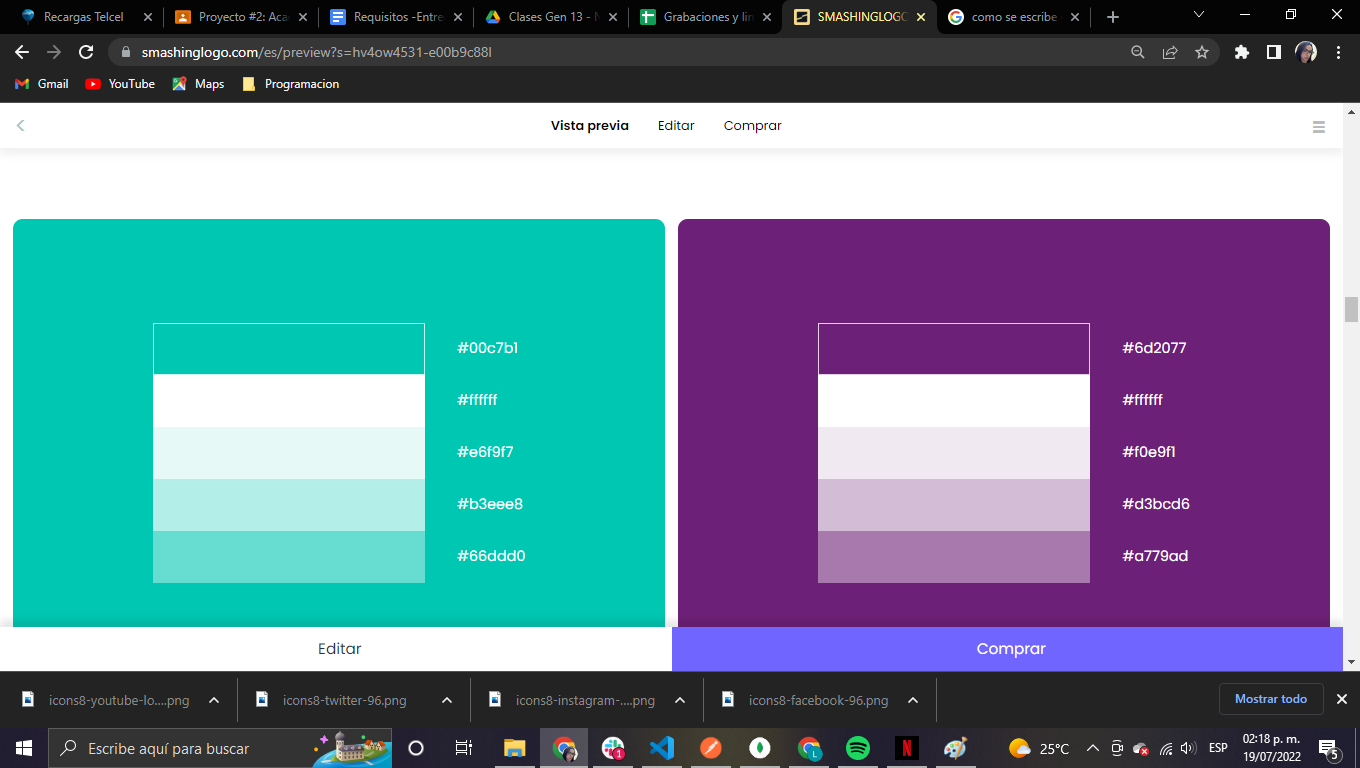 Recargas Telcel
Proyecto #2: Aca
Requisitos -Entre
Clases Gen 13 -
Grabaciones y lin
SMASHINGLOGO
como se escribe
smashinglogo.com/es/preview?s=hv4ow4531-e00b9c88l
Gmail
YouTube
Maps
Programacion
Vista previa
Editar
Comprar
#00c7b1
#ffffff
#e6f9f7
#b3eee8
#66ddd0
#6d2077
#ffffff
#f0e9f1
#d3bcd6
#a779ad
Editar
Comprar
icons8-youtube-lo....png
icons8-twitter-96.png
icons8-instagram-....png
icons8-facebook-96.png
Mostrar todo
Escribe aquí para buscar
1
L
N
25°C
ESP
02:18 p. m.
19/07/2022
5